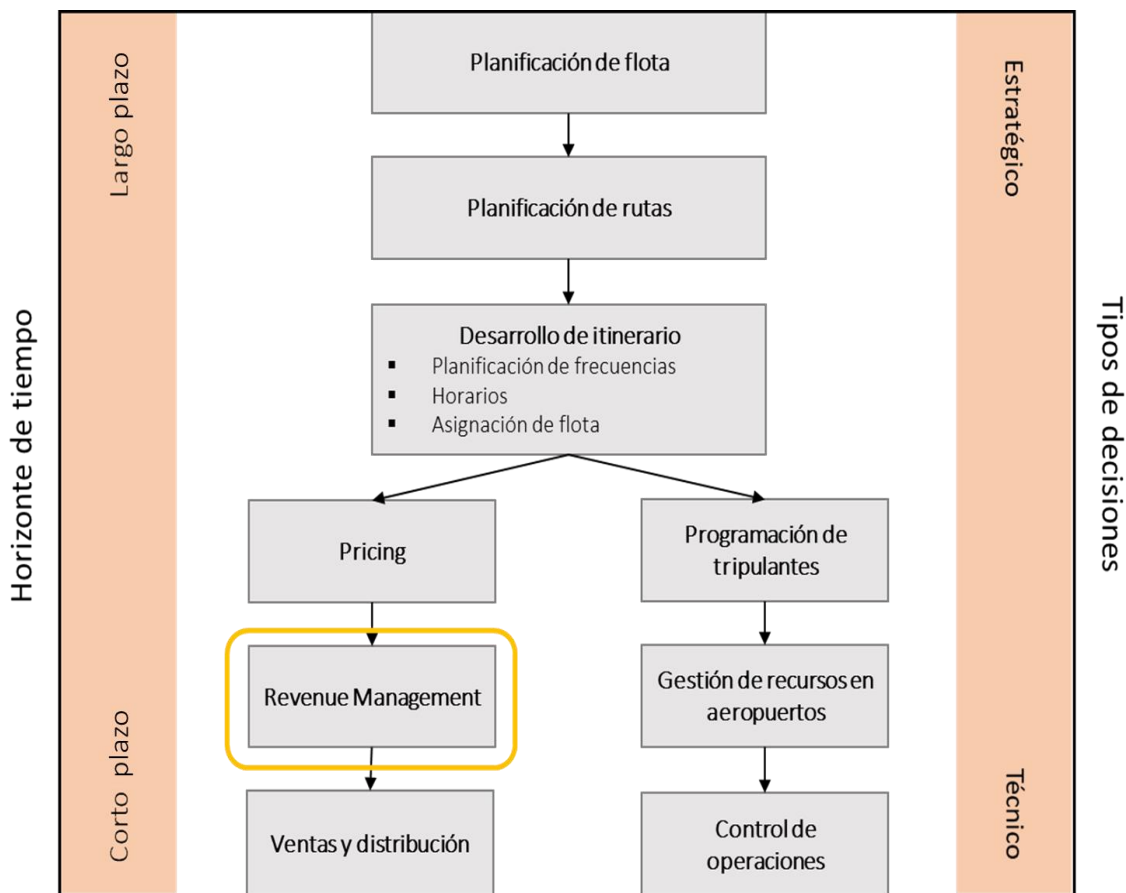 Horizonte de tiempo
Largo plazo
Corto plazo
Planificación de flota
Planificación de rutas
Desarrollo de itinerario
▪ Planificación de frecuencias
▪ Horarios
▪ Asignación de flota
Pricing
Revenue Management
Ventas y distribución
Programación de
tripulantes
Gestión de recursos en
aeropuertos
Control de
operaciones
Estratégico
Técnico
Tipos de decisiones